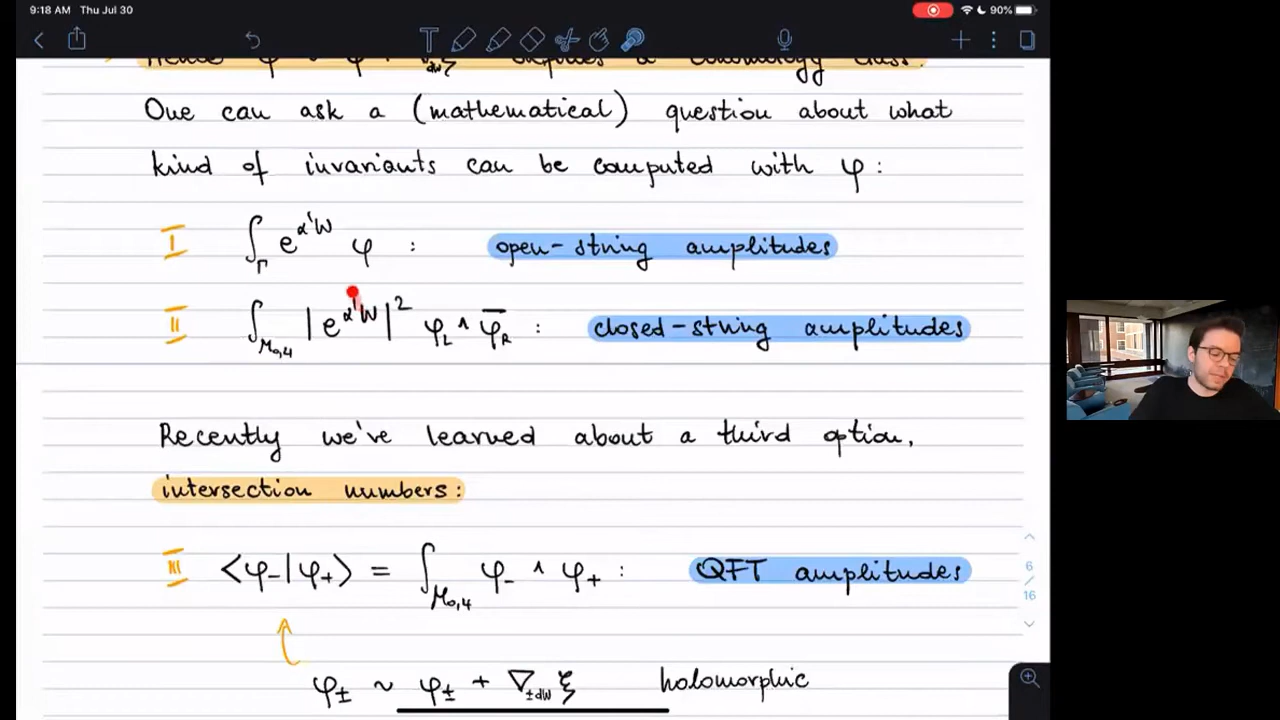 9:18 AM Thu Jul 30
90%
One can ask a (mathematical) question about what
kind of invariants can be computed with φ:
I ∫_Γ e^{α'W} φ : open-string amplitudes
II ∫_{M_{0,4}} |e^{α'W}|² φ_L ∧ \overline{φ_R} : closed-string amplitudes
Recently we've learned about a third option,
intersection numbers:
III <φ_-|φ_+> = ∫_{M_{0,4}} φ_- ∧ φ_+ : QFT amplitudes
6
/
16
φ_± ~ φ_± + ∇_{±dW} ξ holomorphic